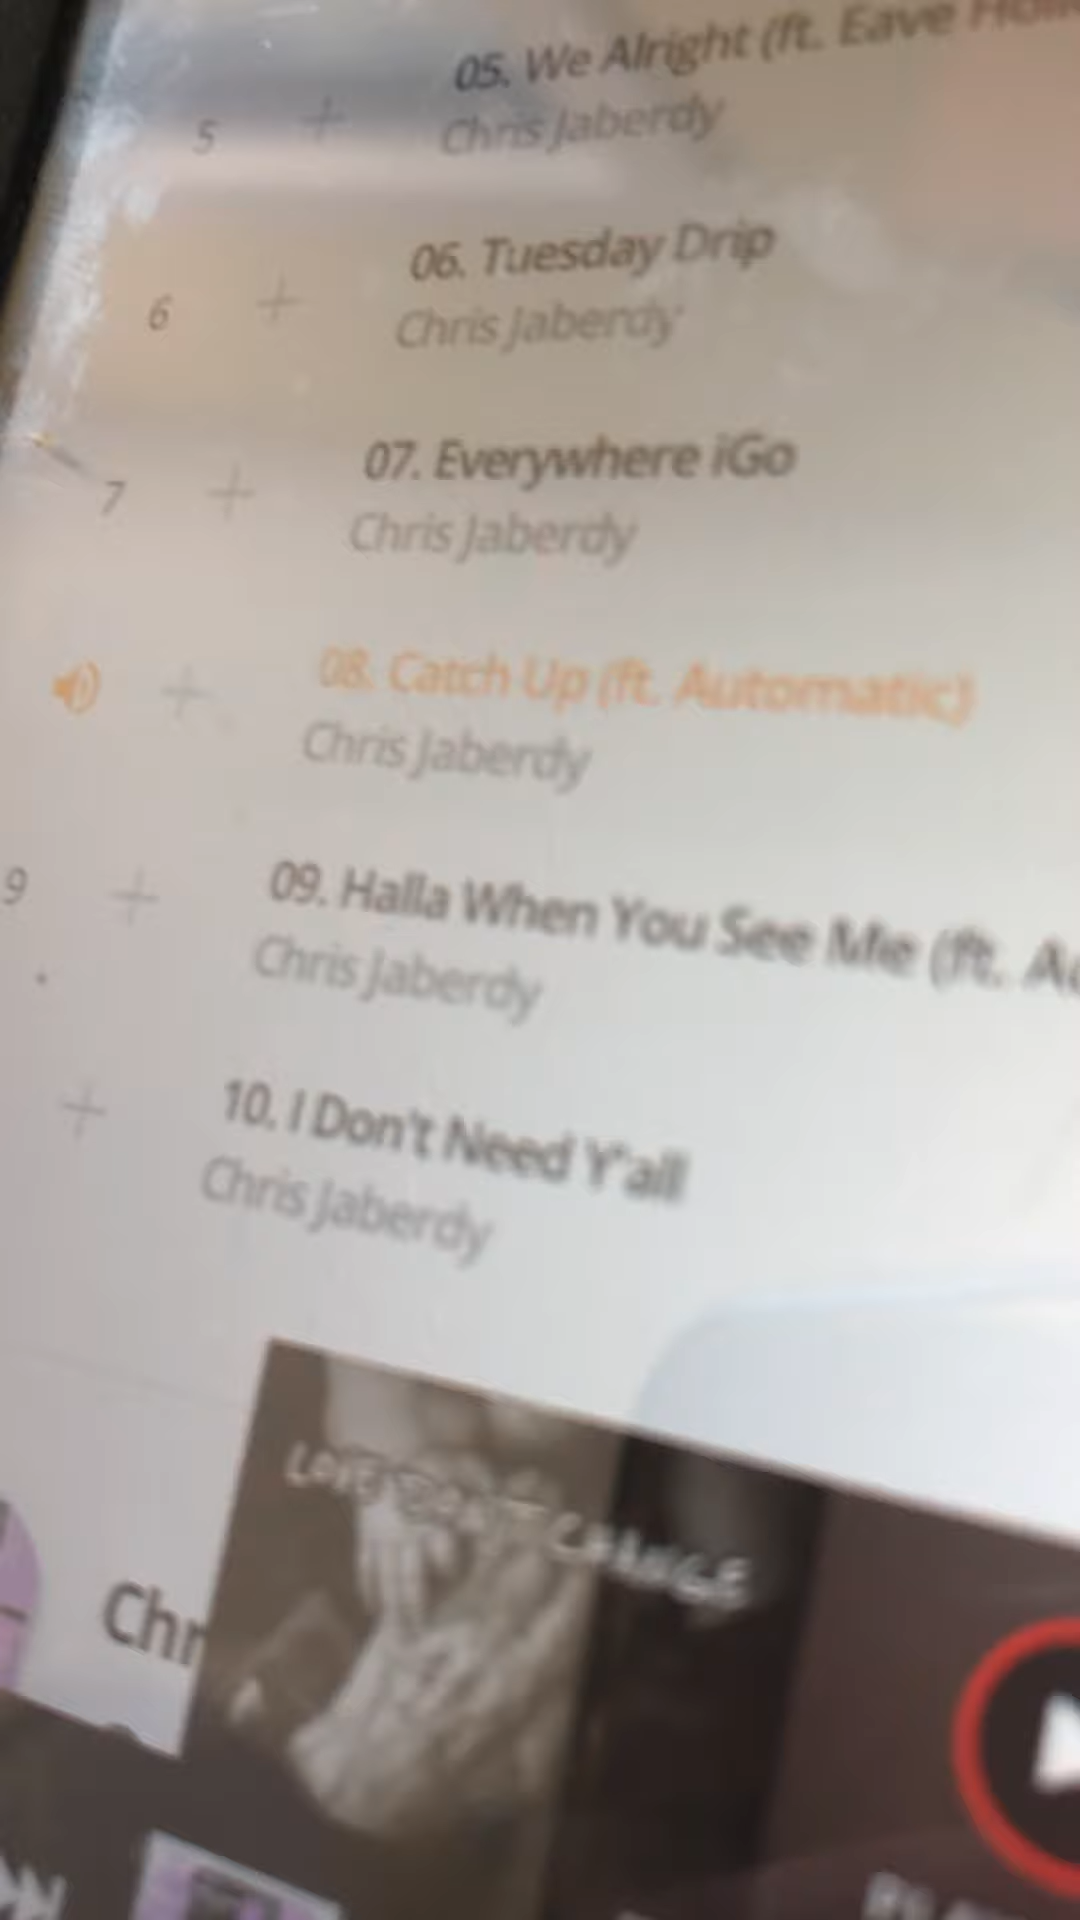 05. We Alright (ft. Eave
5
Chris Jaberdy
06. Tuesday Drip
6
Chris Jaberdy
07. Everywhere iGo
7
Chris Jaberdy
08. Catch Up (ft. Automatic)
Chris Jaberdy
9
09. Halla When You See Me (ft. Au
Chris Jaberdy
10. I Don't Need Y'all
Chris Jaberdy
CHANGE
Chr